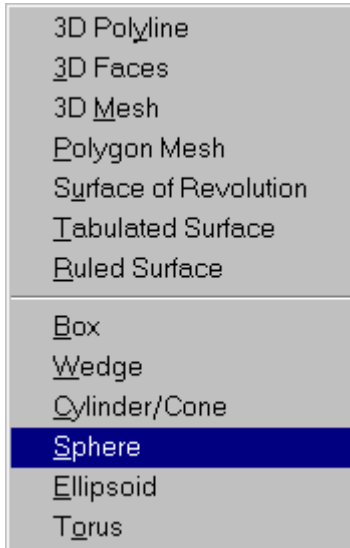 3D Polyline
3D Faces
3D Mesh
Polygon Mesh
Surface of Revolution
Tabulated Surface
Ruled Surface
Box
Wedge
Cylinder/Cone
Sphere
Ellipsoid
Torus